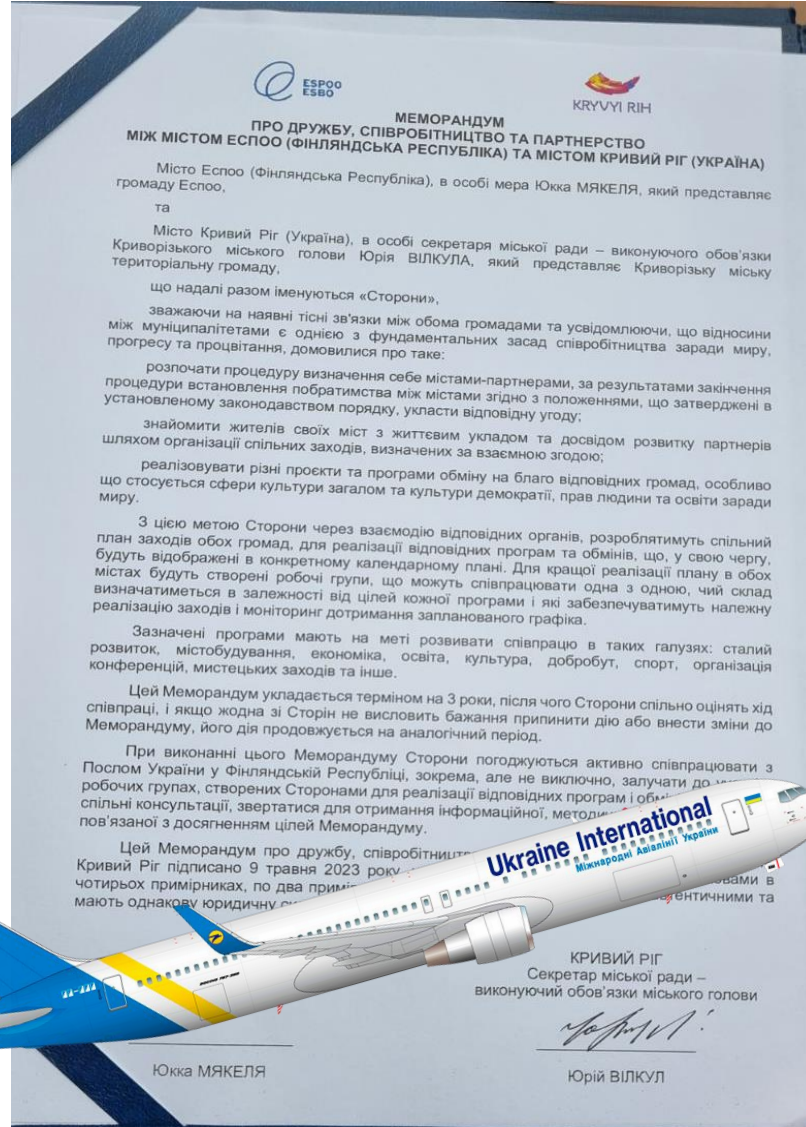 ESPOO
ESBO
KRYVYI RIH
МЕМОРАНДУМ
ПРО ДРУЖБУ, СПІВРОБІТНИЦТВО ТА ПАРТНЕРСТВО
МІЖ МІСТОМ ЕСПОО (ФІНЛЯНДСЬКА РЕСПУБЛІКА) ТА МІСТОМ КРИВИЙ РІГ (УКРАЇНА)
Місто Еспоо (Фінляндська Республіка), в особі мера Юкка МЯКЕЛЯ, який представляє
громаду Еспоо,
та
Місто Кривий Ріг (Україна), в особі секретаря міської ради – виконуючого обов'язки
Криворізького міського голови Юрія ВІЛКУЛА, який представляє Криворізьку міську
територіальну громаду,
що надалі разом іменуються «Сторони»,
зважаючи на наявні тісні зв'язки між обома громадами та усвідомлюючи, що відносини
між муніципалітетами є однією з фундаментальних засад співробітництва заради миру,
прогресу та процвітання, домовилися про таке:
розпочати процедуру визначення себе містами-партнерами, за результатами закінчення
процедури встановлення побратимства між містами згідно з положеннями, що затверджені в
установленому законодавством порядку, укласти відповідну угоду;
знайомити жителів своїх міст з життєвим укладом та досвідом розвитку партнерів
шляхом організації спільних заходів, визначених за взаємною згодою;
реалізовувати різні проєкти та програми обміну на благо відповідних громад, особливо
що стосується сфери культури загалом та культури демократії, прав людини та освіти заради
миру.
З цією метою Сторони через взаємодію відповідних органів, розроблятимуть спільний
план заходів обох громад, для реалізації відповідних програм та обмінів, що, у свою чергу,
будуть відображені в конкретному календарному плані. Для кращої реалізації плану в обох
містах будуть створені робочі групи, що можуть співпрацювати одна з одною, чий склад
визначатиметься в залежності від цілей кожної програми і які забезпечуватимуть належну
реалізацію заходів і моніторинг дотримання запланованого графіка.
Зазначені програми мають на меті розвивати співпрацю в таких галузях: сталий
розвиток, містобудування, економіка, освіта, культура, добробут, спорт, організація
конференцій, мистецьких заходів та інше.
Цей Меморандум укладається терміном на 3 роки, після чого Сторони спільно оцінять хід
співпраці, і якщо жодна зі Сторін не висловить бажання припинити дію або внести зміни до
Меморандуму, його дія продовжується на аналогічний період.
При виконанні цього Меморандуму Сторони погоджуються активно співпрацювати з
Послом України у Фінляндській Республіці, зокрема, але не виключно, залучати до
робочих групах, створених Сторонами для реалізації відповідних програм і
спільні консультації, звертатися для отримання інформаційної,
пов'язаної з досягненням цілей Меморандуму.
Цей Меморандум про дружбу,
Кривий Ріг підписано 9 травня 2023 року
чотирьох примірниках, по два
мають однакову юридичну
Ukraine International
Міжнародні Авіалінії України
КРИВИЙ РІГ
Секретар міської ради –
виконуючий обов'язки міського голови
Юкка МЯКЕЛЯ
Юрій ВІЛКУЛ